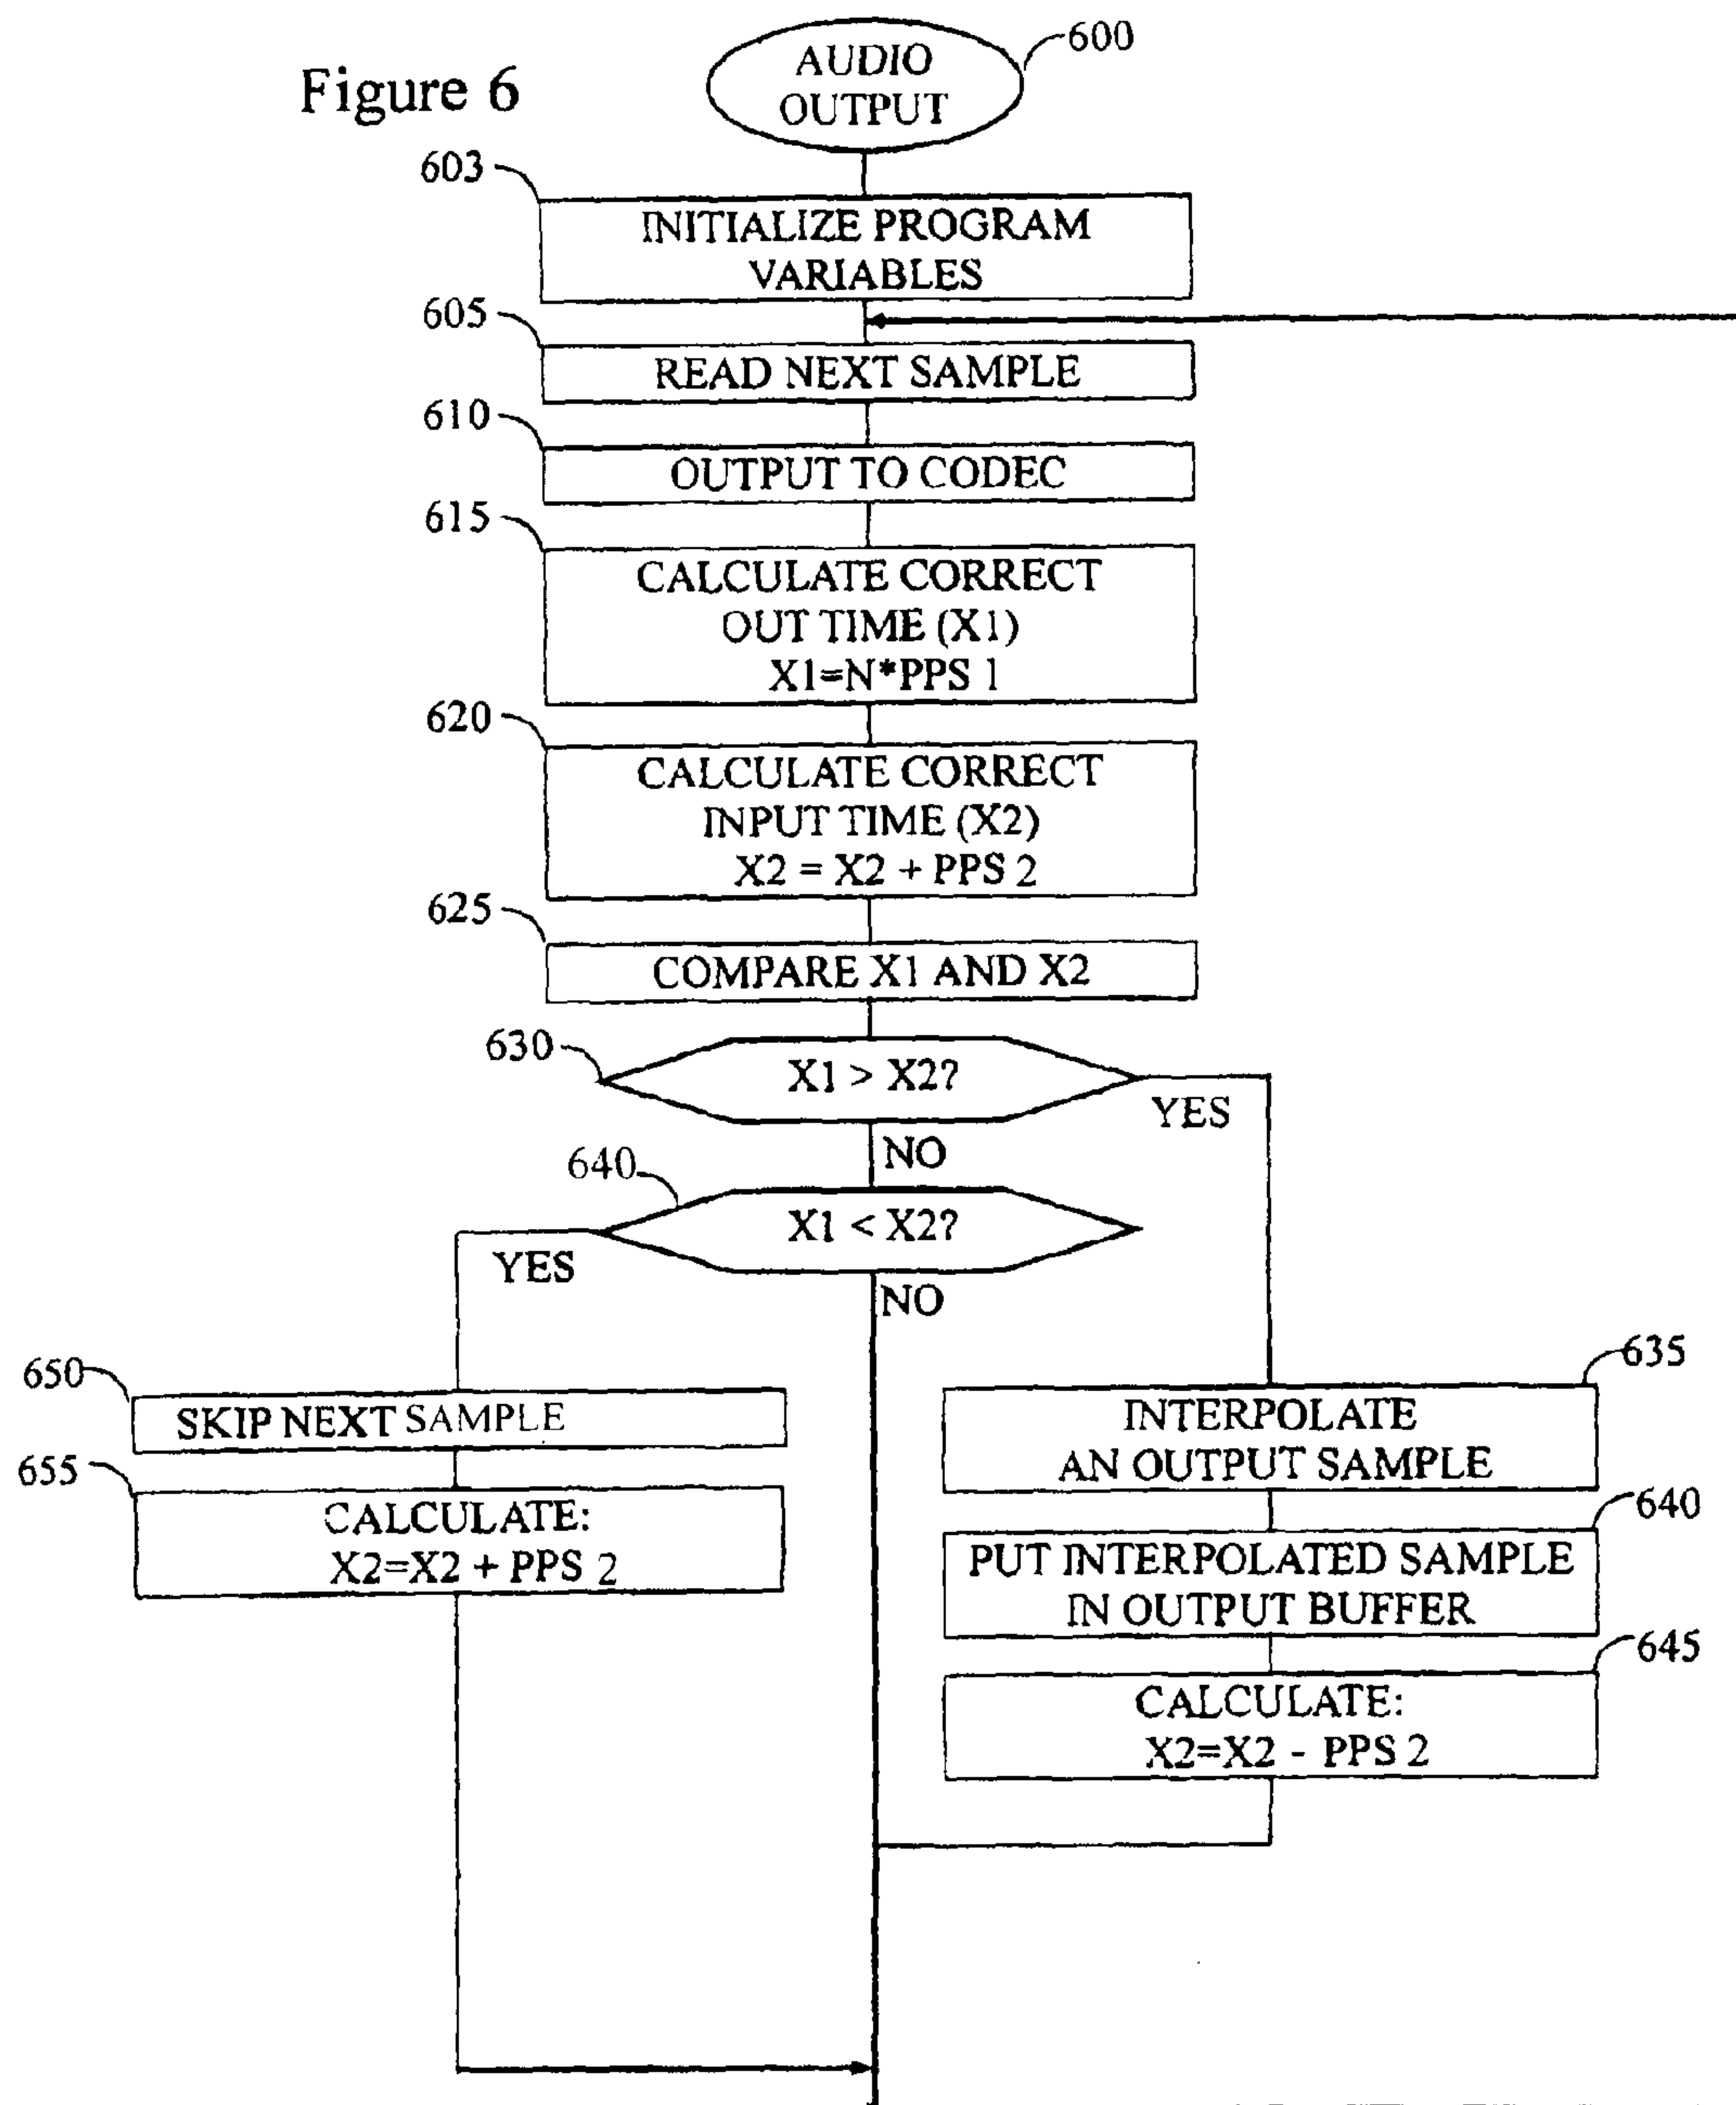 Figure 6
AUDIO
OUTPUT
600
603
INITIALIZE PROGRAM
VARIABLES
605
READ NEXT SAMPLE
610
OUTPUT TO CODEC
615
CALCULATE CORRECT
OUT TIME (X1)
X1=N*PPS 1
620
CALCULATE CORRECT
INPUT TIME (X2)
X2 = X2 + PPS 2
625
COMPARE X1 AND X2
630
X1 > X2?
YES
NO
640
X1 < X2?
YES
NO
650
SKIP NEXT SAMPLE
655
CALCULATE:
X2=X2 + PPS 2
635
INTERPOLATE
AN OUTPUT SAMPLE
640
PUT INTERPOLATED SAMPLE
IN OUTPUT BUFFER
645
CALCULATE:
X2=X2 - PPS 2